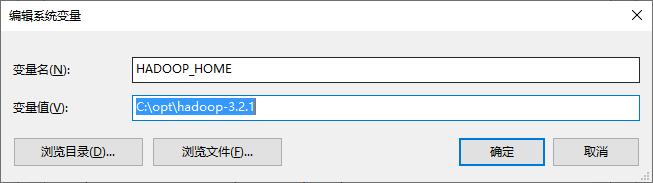 编辑系统变量
变量名(N): HADOOP_HOME
变量值(V): C:\opt\hadoop-3.2.1
浏览目录(D)... 浏览文件(F)... 确定 取消